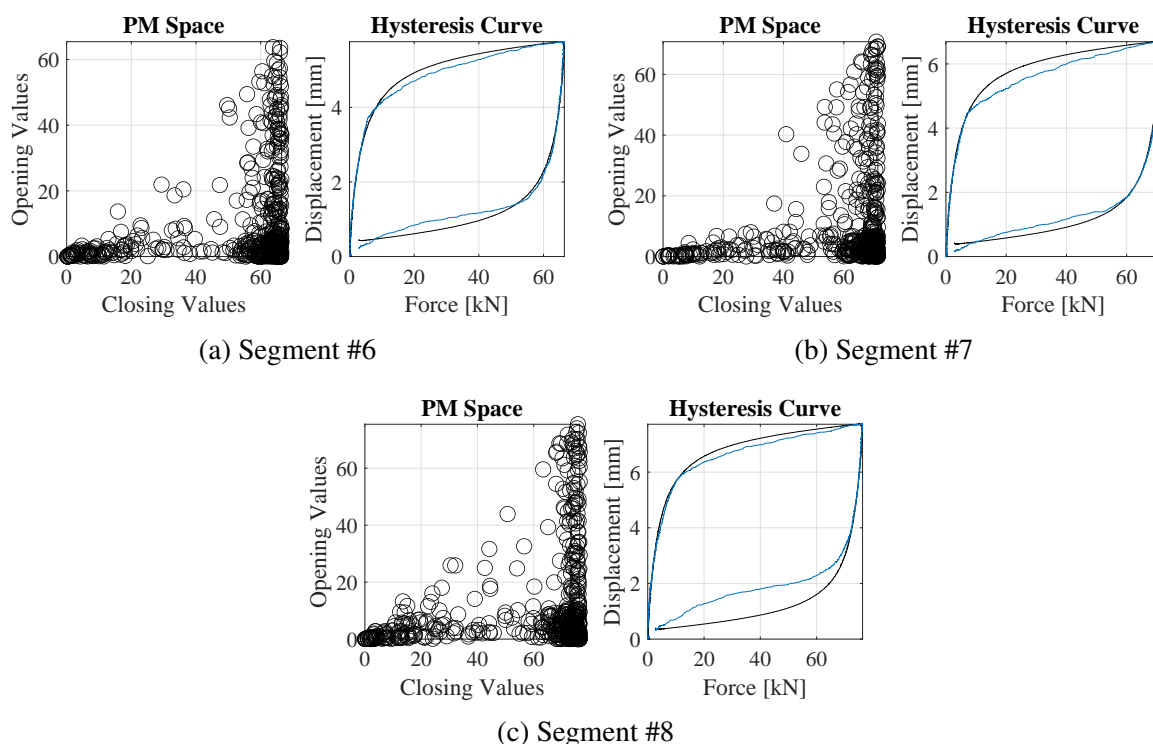 PM Space
Opening Values
60
40
20
0
0 20 40 60
Closing Values
Hysteresis Curve
Displacement [mm]
4
2
0
0 20 40 60
Force [kN]
(a) Segment #6
PM Space
Opening Values
60
40
20
0
0 20 40 60
Closing Values
Hysteresis Curve
Displacement [mm]
6
4
2
0
0 20 40 60
Force [kN]
(b) Segment #7
PM Space
Opening Values
60
40
20
0
0 20 40 60
Closing Values
Hysteresis Curve
Displacement [mm]
6
4
2
0
0 20 40 60
Force [kN]
(c) Segment #8